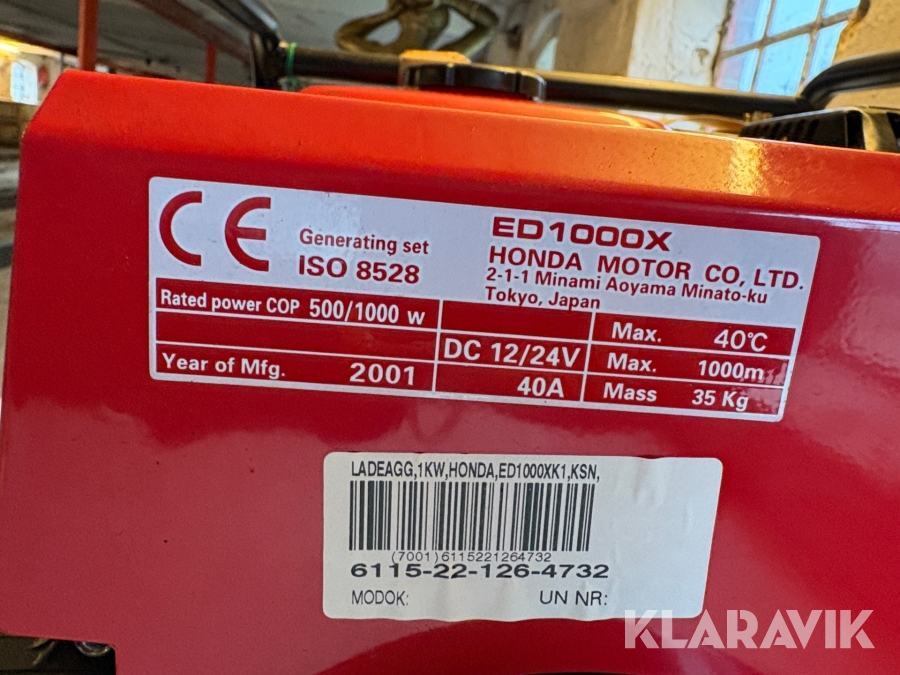 CE
Generating set
ISO 8528
ED1000X
HONDA MOTOR CO, LTD.
2-1-1 Minami Aoyama Minato-ku
Tokyo, Japan
Rated power COP 500/1000 w
Max. 40℃
DC 12/24V
Max. 1000m
Year of Mfg. 2001
40A
Mass 35 Kg
LADEAGG,1KW,HONDA,ED1000XK1,KSN,
(7001)6115221264732
6115-22-126-4732
MODOK:
UN NR:
KLARAVIK